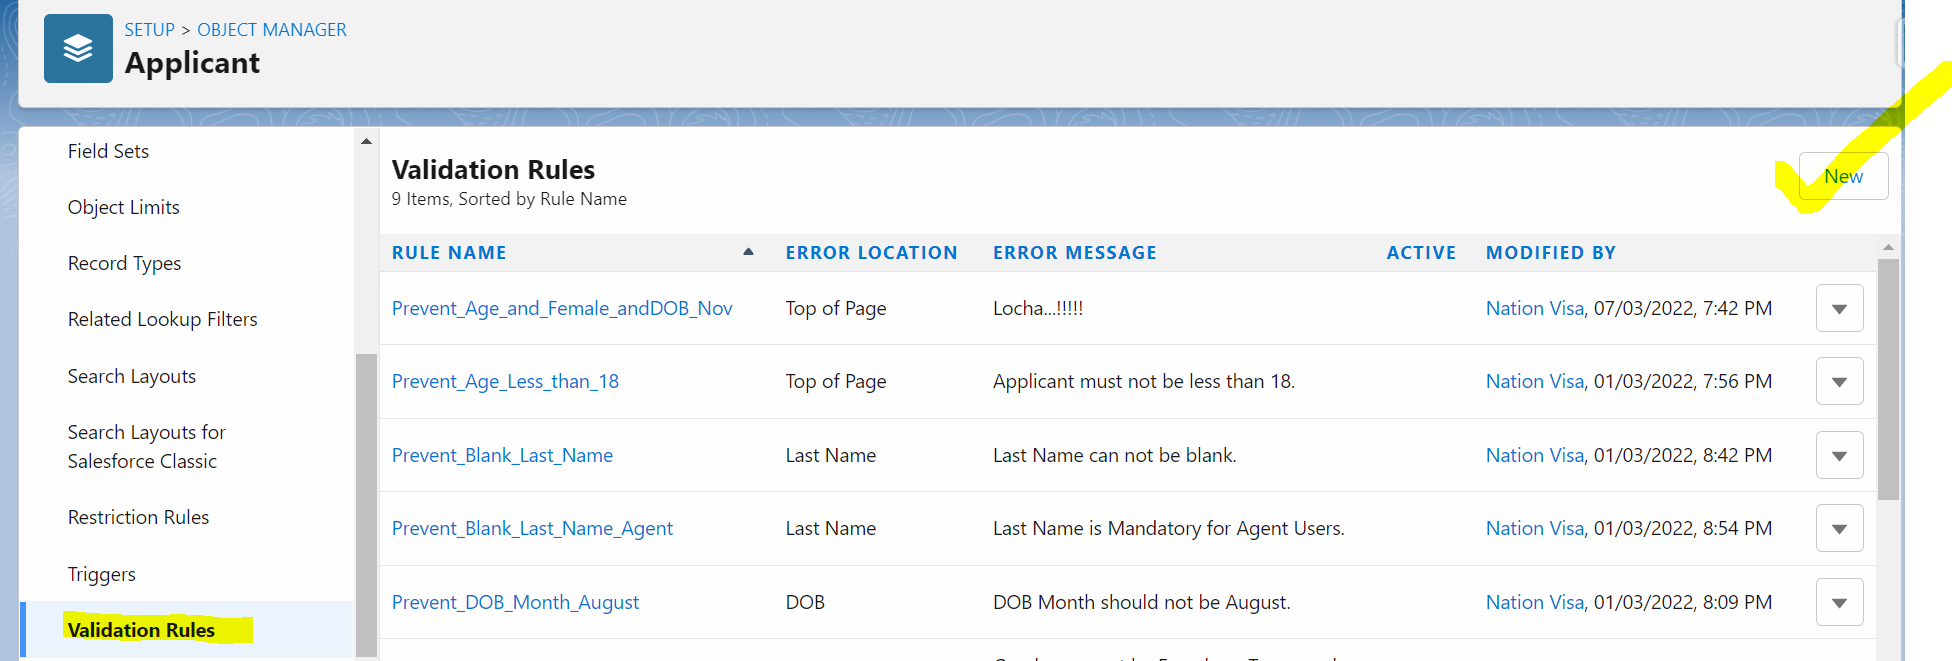 SETUP > OBJECT MANAGER
Applicant
Field Sets
Object Limits
Record Types
Related Lookup Filters
Search Layouts
Search Layouts for
Salesforce Classic
Restriction Rules
Triggers
Validation Rules
Validation Rules
9 Items, Sorted by Rule Name
New
RULE NAME ERROR LOCATION ERROR MESSAGE ACTIVE MODIFIED BY
Prevent_Age_and_Female_andDOB_Nov Top of Page Locha...!!!!! Nation Visa, 07/03/2022, 7:42 PM
Prevent_Age_Less_than_18 Top of Page Applicant must not be less than 18. Nation Visa, 01/03/2022, 7:56 PM
Prevent_Blank_Last_Name Last Name Last Name can not be blank. Nation Visa, 01/03/2022, 8:42 PM
Prevent_Blank_Last_Name_Agent Last Name Last Name is Mandatory for Agent Users. Nation Visa, 01/03/2022, 8:54 PM
Prevent_DOB_Month_August DOB DOB Month should not be August. Nation Visa, 01/03/2022, 8:09 PM